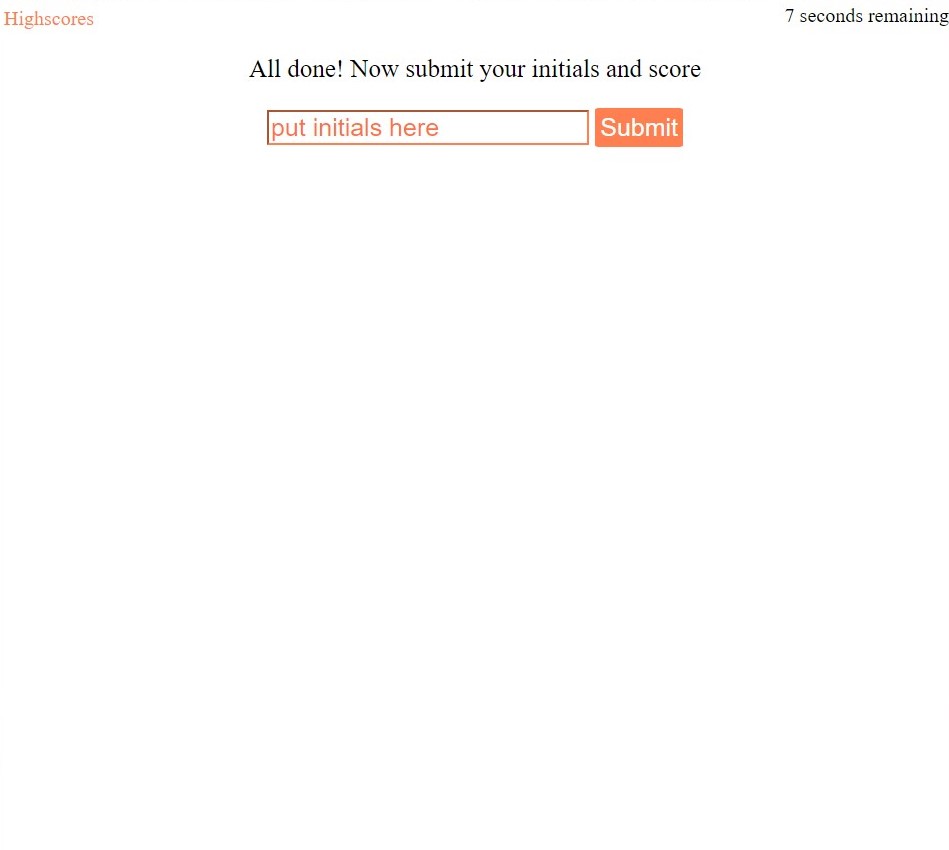 Highscores
7 seconds remaining
All done! Now submit your initials and score
put initials here
Submit